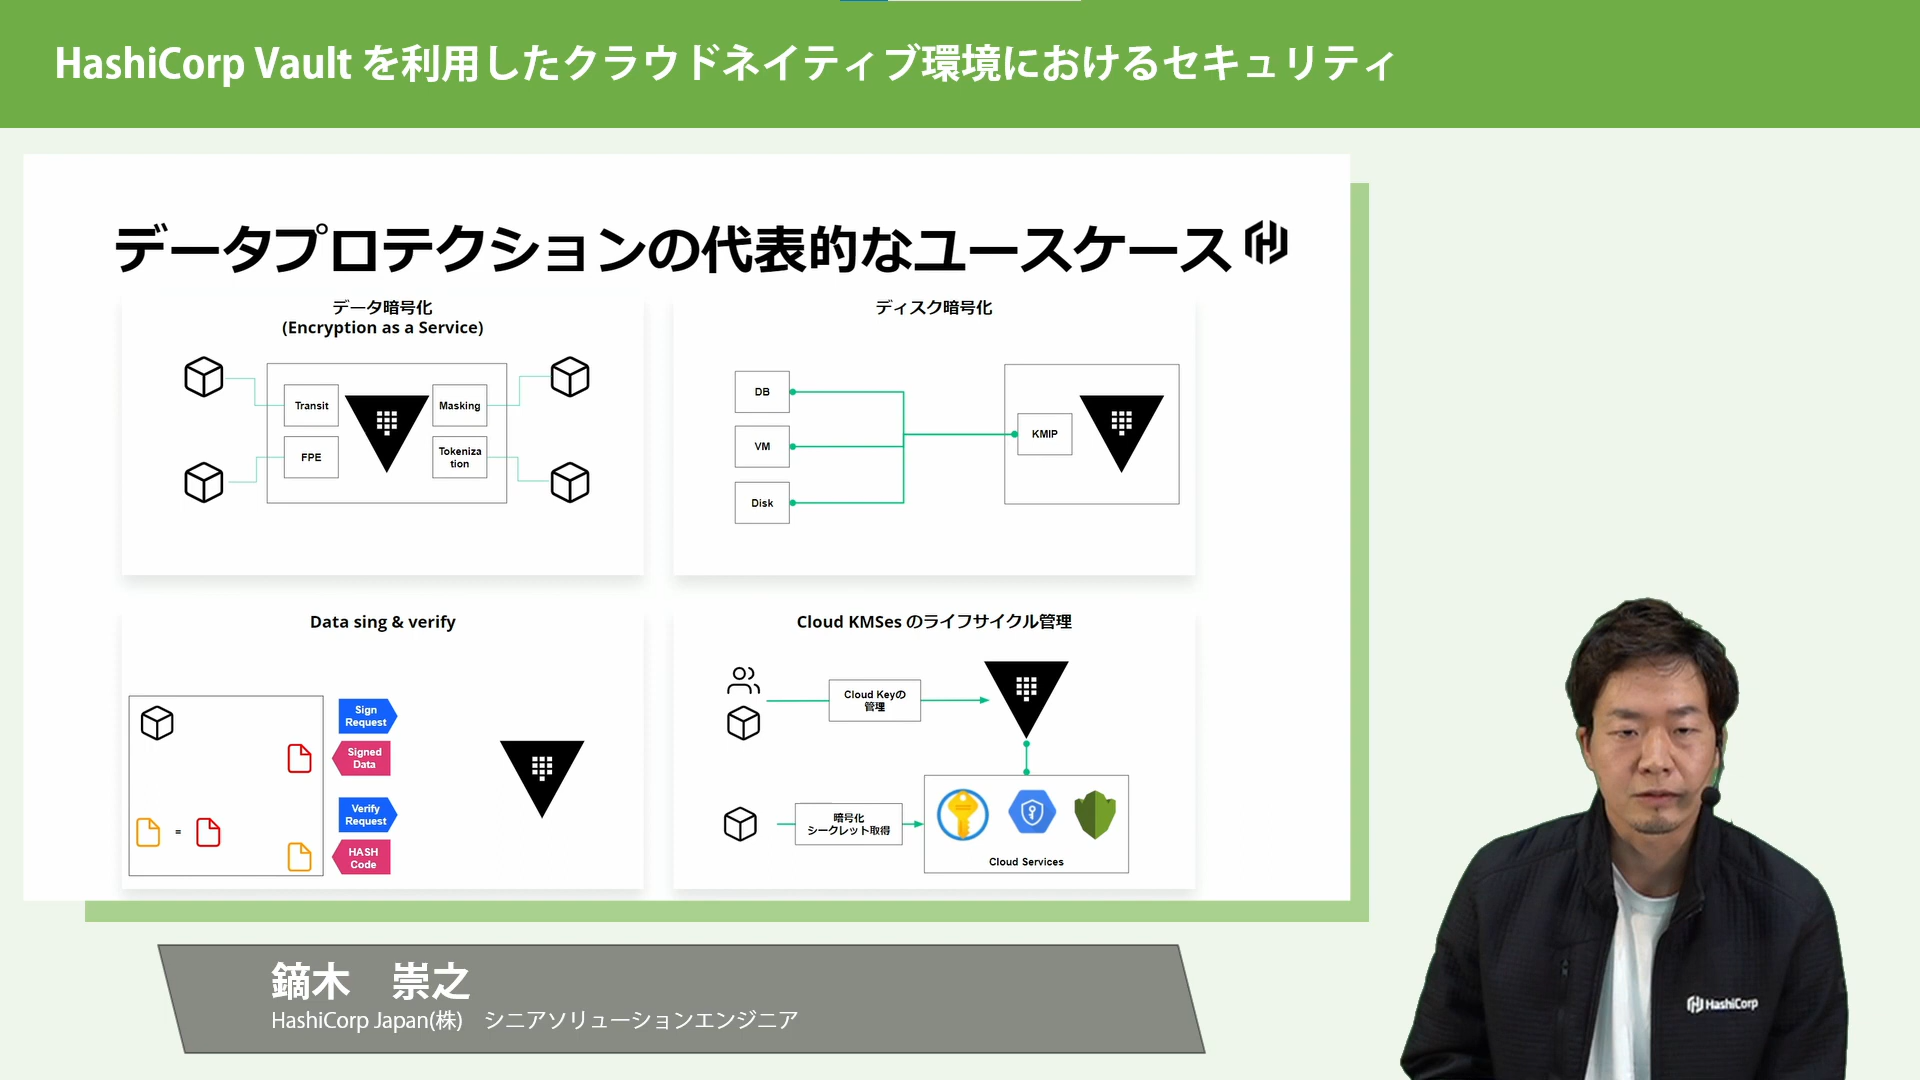 HashiCorp Vault を利用したクラウドネイティブ環境におけるセキュリティ
データプロテクションの代表的なユースケース
データ暗号化
(Encryption as a Service)
Transit
Masking
FPE
Tokeniza
tion
ディスク暗号化
DB
VM
Disk
KMIP
Data sing & verify
Sign
Request
Signed
Data
Verify
Request
HASH
Code
=
Cloud KMSes のライフサイクル管理
Cloud Keyの
管理
暗号化
シークレット取得
Cloud Services
HashiCorp
鏑木　崇之
HashiCorp Japan(株)　シニアソリューションエンジニア